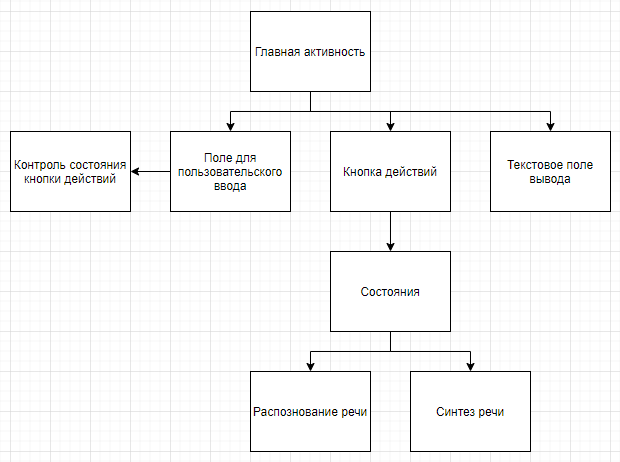 Главная активность
Контроль состояния
кнопки действий
Поле для
пользовательского
ввода
Кнопка действий
Текстовое поле
вывода
Состояния
Распознование речи
Синтез речи